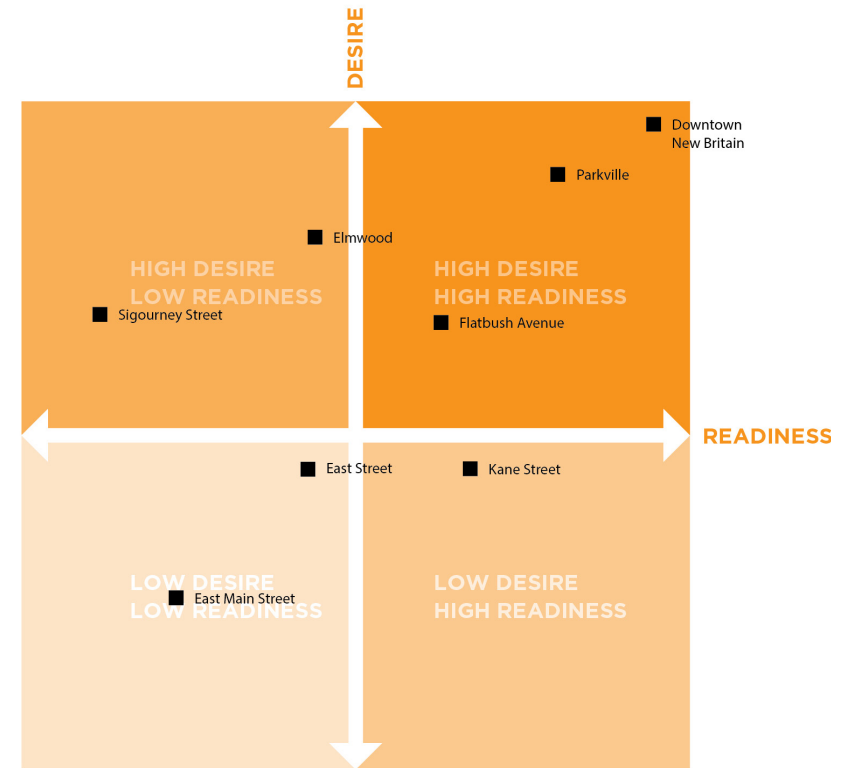 DESIRE
Downtown
New Britain
Parkville
Elmwood
HIGH DESIRE
LOW READINESS
HIGH DESIRE
HIGH READINESS
Sigourney Street
Flatbush Avenue
READINESS
East Street
Kane Street
LOW DESIRE
LOW READINESS
East Main Street
LOW DESIRE
HIGH READINESS